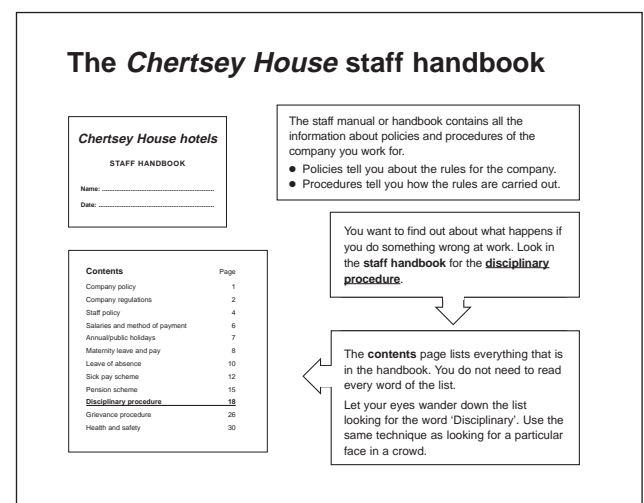 The Chertsey House staff handbook
Chertsey House hotels
STAFF HANDBOOK
Name: ........................................................
Date: ........................................................
The staff manual or handbook contains all the
information about policies and procedures of the
company you work for.
● Policies tell you about the rules for the company.
● Procedures tell you how the rules are carried out.
You want to find out about what happens if
you do something wrong at work. Look in
the staff handbook for the disciplinary
procedure.
Contents Page
Company policy 1
Company regulations 2
Staff policy 4
Salaries and method of payment 6
Annual/public holidays 7
Maternity leave and pay 8
Leave of absence 10
Sick pay scheme 12
Pension scheme 15
Disciplinary procedure 18
Grievance procedure 26
Health and safety 30
The contents page lists everything that is
in the handbook. You do not need to read
every word of the list.
Let your eyes wander down the list
looking for the word ‘Disciplinary’. Use the
same technique as looking for a particular
face in a crowd.